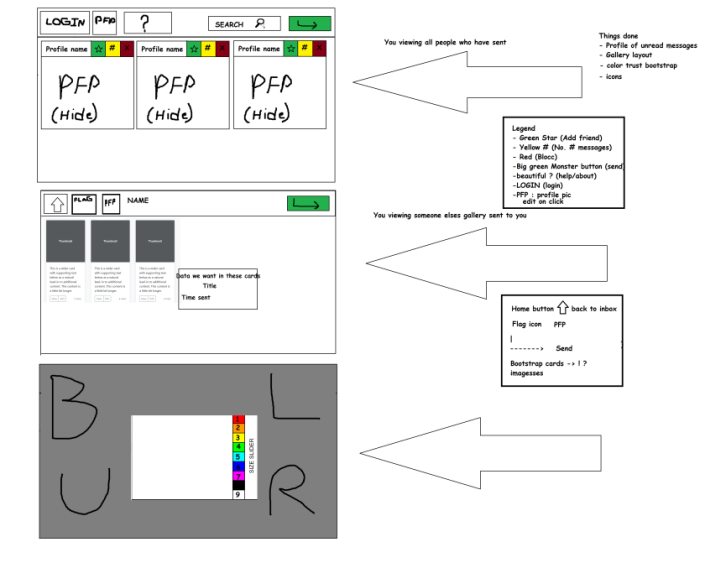 LOGIN PFP ? SEARCH
Profile name # Profile name # Profile name
PFP PFP PFP
(Hide) (Hide) (Hide)
You viewing all people who have sent
Things done
- Profile of unread messages
- Gallery layout
- color trust bootstrap
- icons
Legend
- Green Star (Add friend)
- Yellow # (No. # messages)
- Red (Blocc)
-Big green Monster button (send)
-beautiful ? (help/about)
-LOGIN (login)
-PFP : profile pic
edit on click
FLAG PFP NAME
You viewing someone elses gallery sent to you
Thumbnail Thumbnail Thumbnail
This is a wider card
with supporting text
below as a natural
lead-in to additional
content. This content is
a little bit longer.
This is a wider card
with supporting text
below as a natural
lead-in to additional
content. This content is
a little bit longer.
This is a wider card
with supporting text
below as a natural
lead-in to additional
content. This content is
a little bit longer.
Data we want in these cards
Title
Time sent
Home button back to inbox
Flag icon PFP
|
-------> Send
Bootstrap cards -> ! ?
imagesses
B L
U R
1
2
3
4
5
6
7
9
SIZE SLIDER